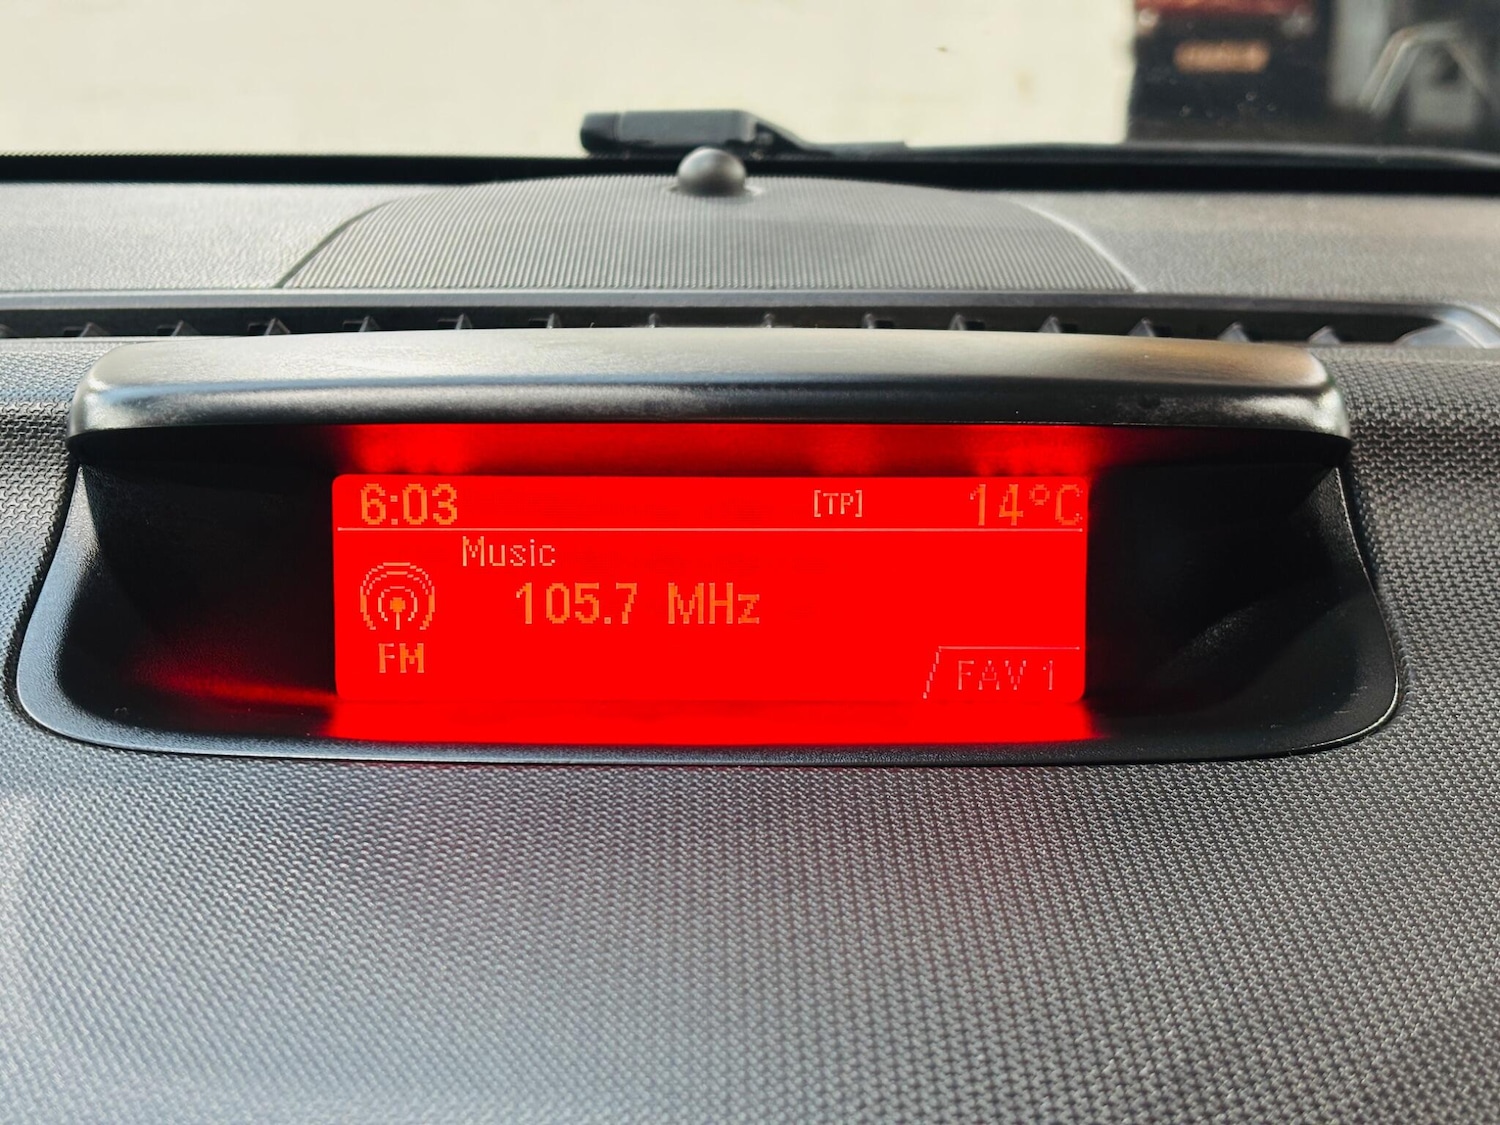 6:03 [TP] 14°C
Music
105.7 MHz
FM
FAV 1